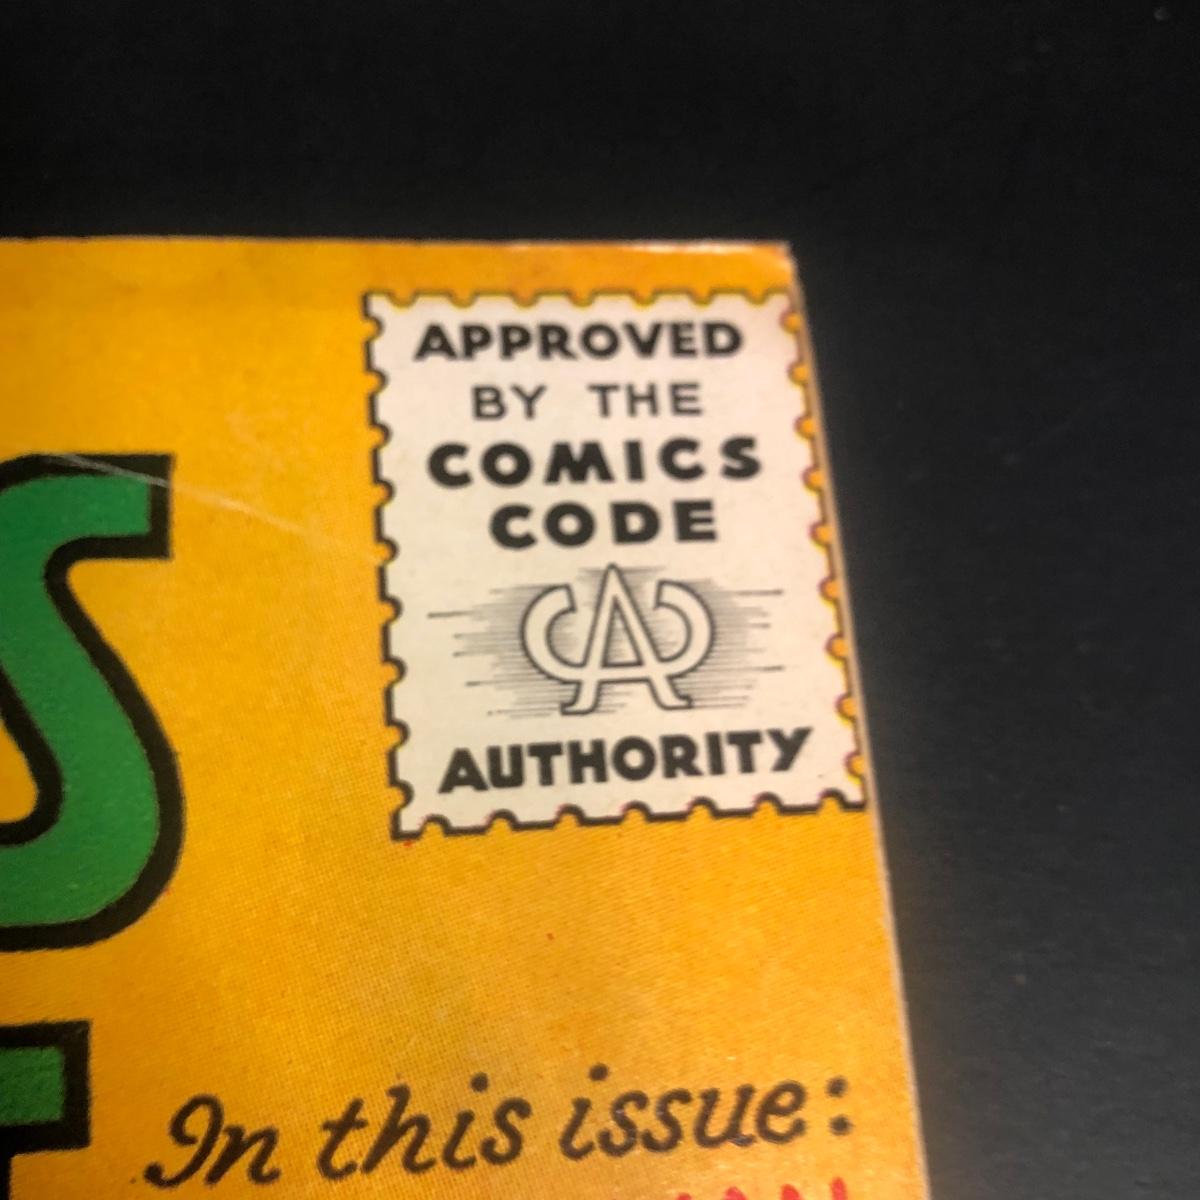 APPROVED
BY THE
COMICS
CODE
CA
AUTHORITY
S
In this issue: